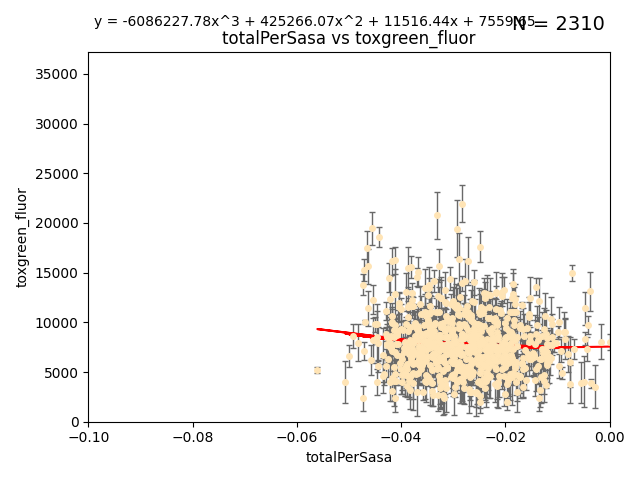 y = -6086227.78x^3 + 425266.07x^2 + 11516.44x + 7559.65
N = 2310
totalPerSasa vs toxgreen_fluor
toxgreen_fluor
35000
30000
25000
20000
15000
10000
5000
0
−0.10
−0.08
−0.06
−0.04
−0.02
0.00
totalPerSasa